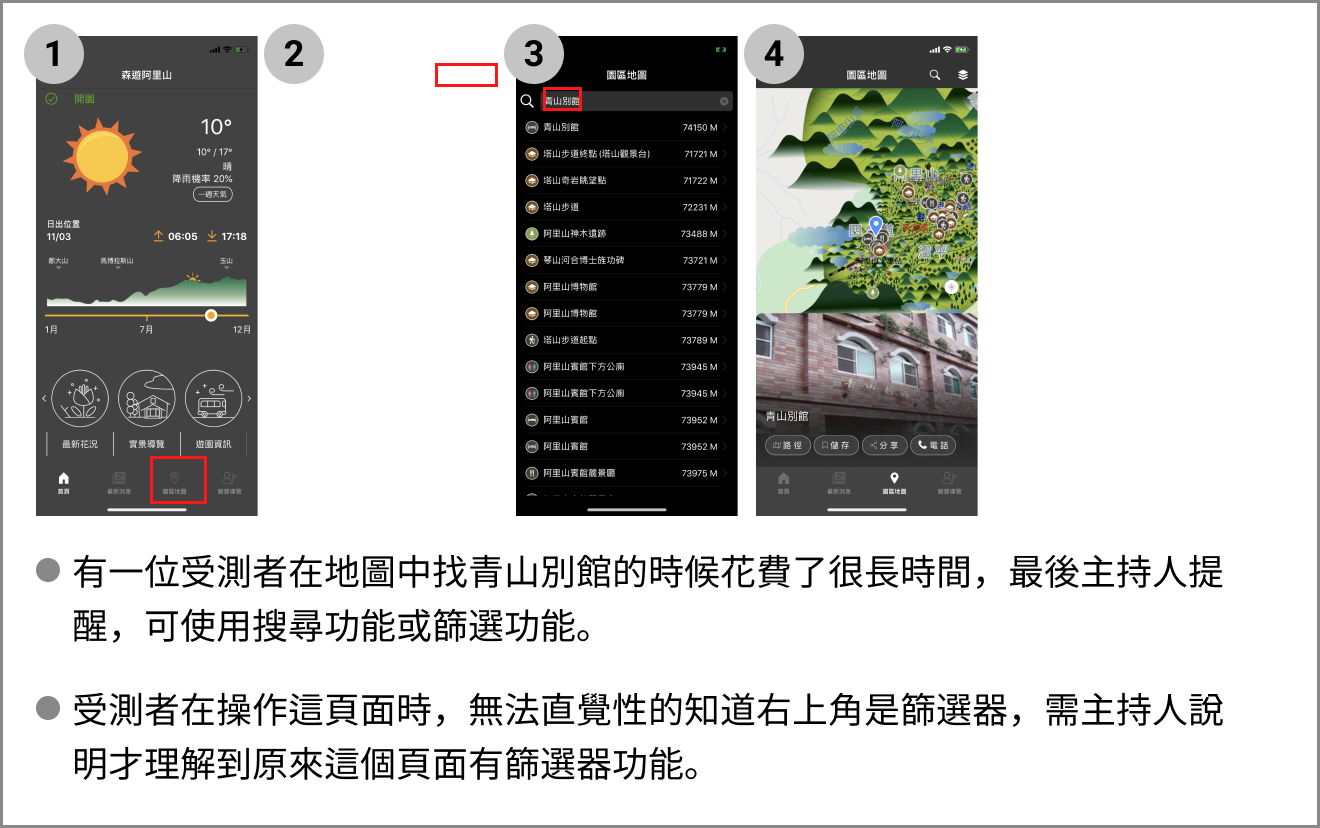 1
2
3
4
森遊阿里山
開園
10°
10° / 17°
晴
降雨機率 20%
一週天氣
日出位置
11/03
06:05
17:18
郡大山
馬博拉斯山
玉山
1月
7月
12月
最新花況
實景導覽
遊園資訊
首頁
最新消息
園區地圖
智慧導覽
園區地圖
青山別館
青山別館 74150 M
塔山步道終點 (塔山觀景台) 71721 M
塔山奇岩眺望點 71722 M
塔山步道 72231 M
阿里山神木遺跡 73488 M
琴山河合博士旌功碑 73721 M
阿里山博物館 73779 M
阿里山博物館 73779 M
塔山步道起點 73789 M
阿里山賓館下方公廁 73945 M
阿里山賓館下方公廁 73945 M
阿里山賓館 73952 M
阿里山賓館 73952 M
阿里山賓館麗景廳 73975 M
園區地圖
青山別館
路徑
儲存
分享
電話
首頁
最新消息
園區地圖
智慧導覽
有一位受測者在地圖中找青山別館的時候花費了很長時間，最後主持人提
醒，可使用搜尋功能或篩選功能。
受測者在操作這頁面時，無法直覺性的知道右上角是篩選器，需主持人說
明才理解到原來這個頁面有篩選器功能。